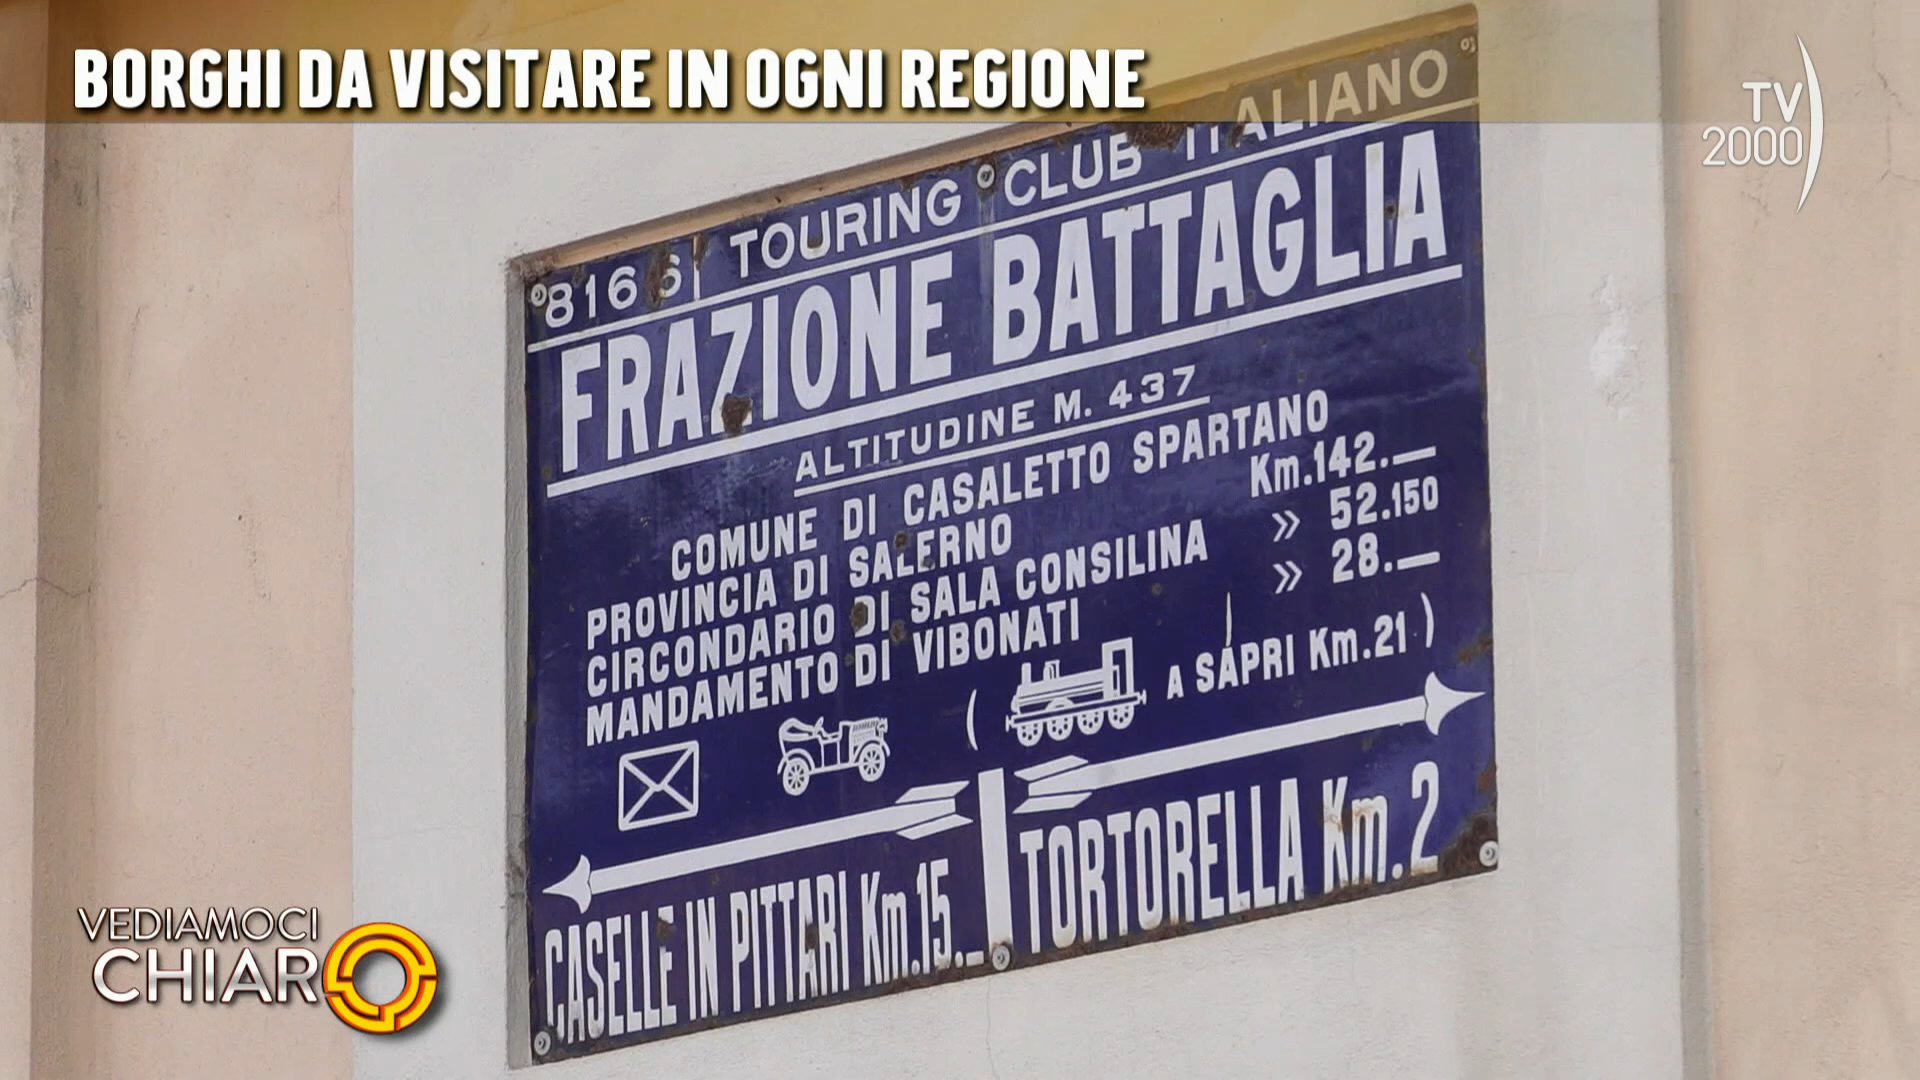 BORGHI DA VISITARE IN OGNI REGIONE
TV
2000
8166 TOURING CLUB ITALIANO
FRAZIONE BATTAGLIA
ALTITUDINE M. 437
COMUNE DI CASALETTO SPARTANO
PROVINCIA DI SALERNO Km.142.—
CIRCONDARIO DI SALA CONSILINA » 52.150
MANDAMENTO DI VIBONATI » 28.—
( A SAPRI Km.21 )
CASELLE IN PITTARI Km.15.—
TORTORELLA Km.2
VEDIAMOCI
CHIARO